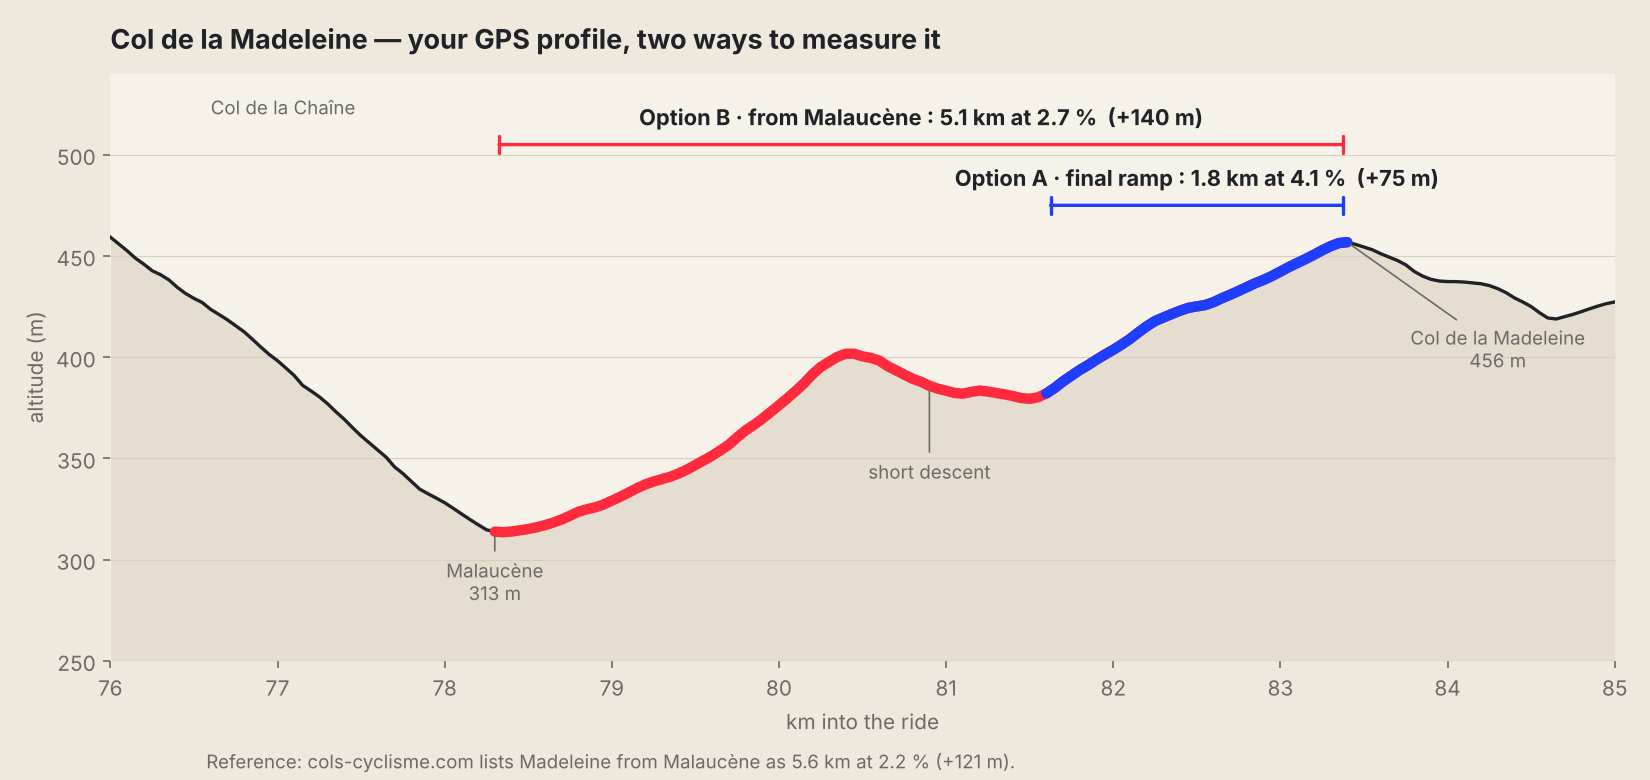 Col de la Madeleine — your GPS profile, two ways to measure it
Col de la Chaîne
Option B · from Malaucène : 5.1 km at 2.7 % (+140 m)
Option A · final ramp : 1.8 km at 4.1 % (+75 m)
500
450
400
350
300
250
altitude (m)
Col de la Madeleine
456 m
short descent
Malaucène
313 m
76
77
78
79
80
81
82
83
84
85
km into the ride
Reference: cols-cyclisme.com lists Madeleine from Malaucène as 5.6 km at 2.2 % (+121 m).